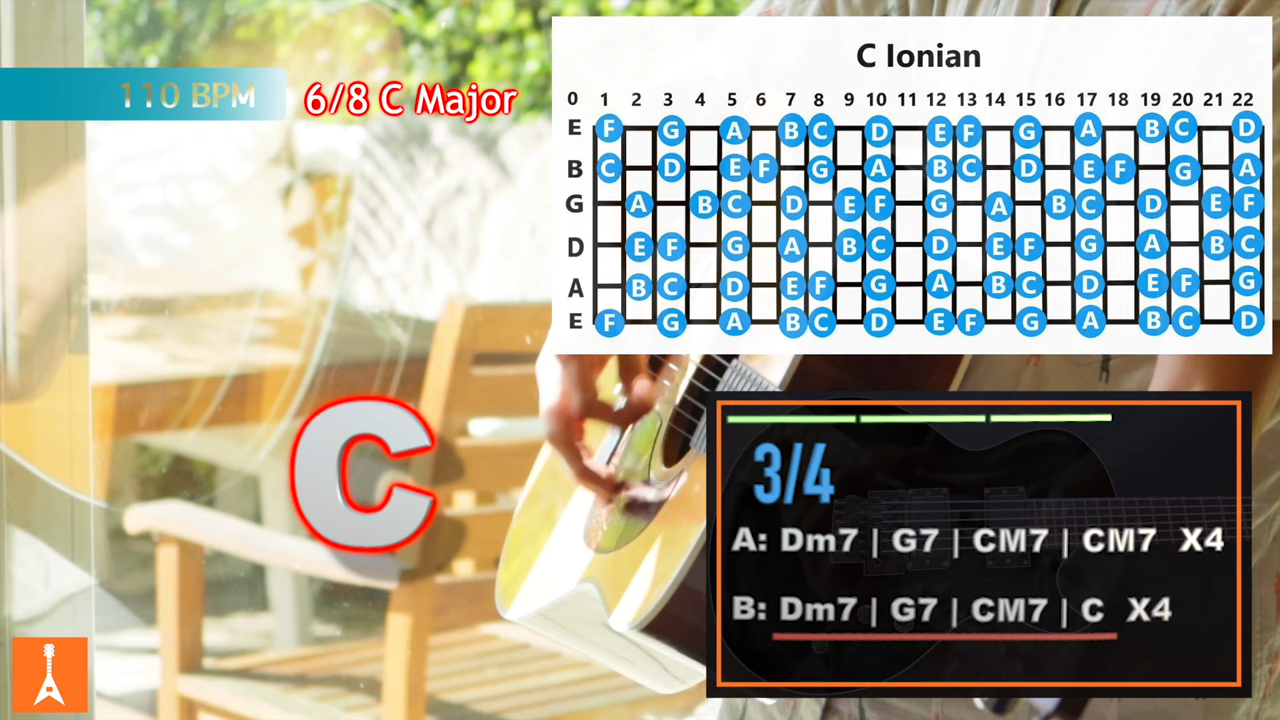 C Ionian
110 BPM
6/8 C Major
0 1 2 3 4 5 6 7 8 9 10 11 12 13 14 15 16 17 18 19 20 21 22
E F G A B C D E F G A B C D
B C D E F G A B C D E F G A
G A B C D E F G A B C D E F
D E F G A B C D E F G A B C
A B C D E F G A B C D E F G
E F G A B C D E F G A B C D
C
3/4
A: Dm7 | G7 | CM7 | CM7 X4
B: Dm7 | G7 | CM7 | C X4